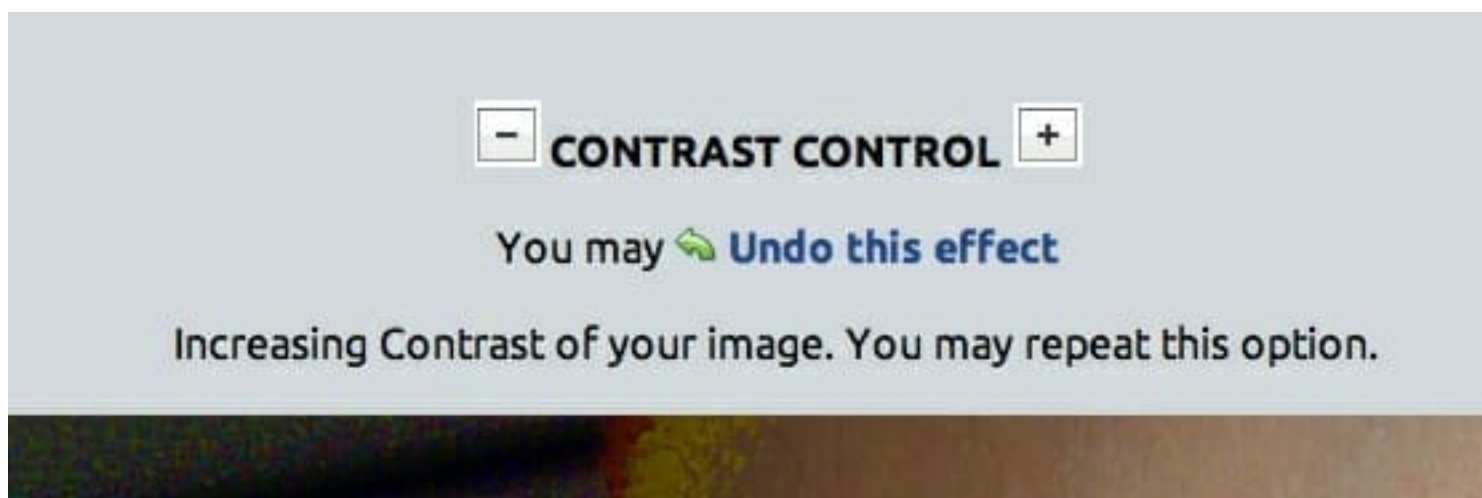 − CONTRAST CONTROL +
You may Undo this effect
Increasing Contrast of your image. You may repeat this option.